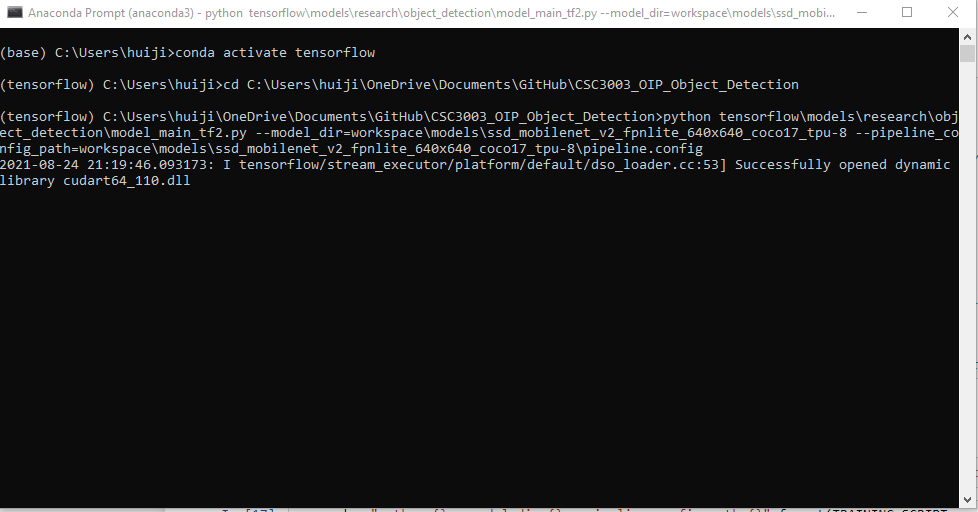 Anaconda Prompt (anaconda3) - python  tensorflow\models\research\object_detection\model_main_tf2.py --model_dir=workspace\models\ssd_mobi...
(base) C:\Users\huiji>conda activate tensorflow
(tensorflow) C:\Users\huiji>cd C:\Users\huiji\OneDrive\Documents\GitHub\CSC3003_OIP_Object_Detection
(tensorflow) C:\Users\huiji\OneDrive\Documents\GitHub\CSC3003_OIP_Object_Detection>python tensorflow\models\research\obj
ect_detection\model_main_tf2.py --model_dir=workspace\models\ssd_mobilenet_v2_fpnlite_640x640_coco17_tpu-8 --pipeline_co
nfig_path=workspace\models\ssd_mobilenet_v2_fpnlite_640x640_coco17_tpu-8\pipeline.config
2021-08-24 21:19:46.093173: I tensorflow/stream_executor/platform/default/dso_loader.cc:53] Successfully opened dynamic
library cudart64_110.dll